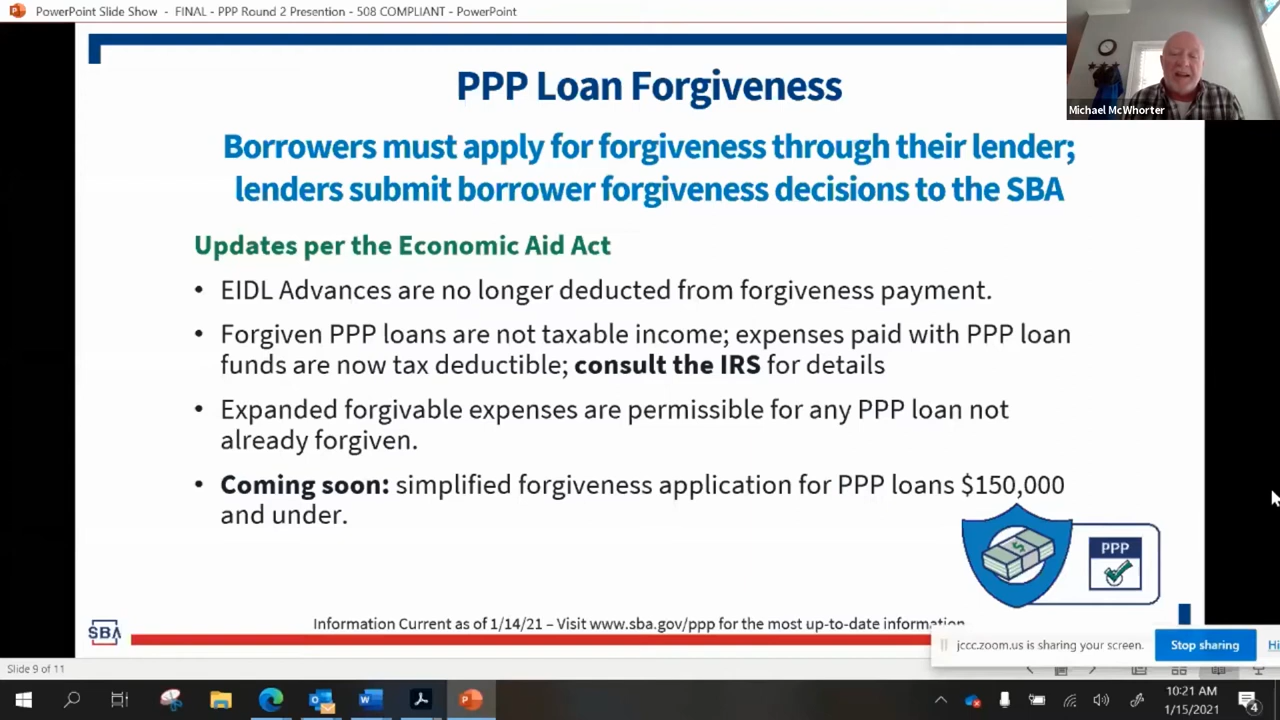 PowerPoint Slide Show - FINAL - PPP Round 2 Presention - 508 COMPLIANT - PowerPoint
Michael McWhorter
PPP Loan Forgiveness
Borrowers must apply for forgiveness through their lender;
lenders submit borrower forgiveness decisions to the SBA
Updates per the Economic Aid Act
• EIDL Advances are no longer deducted from forgiveness payment.
• Forgiven PPP loans are not taxable income; expenses paid with PPP loan
funds are now tax deductible; consult the IRS for details
• Expanded forgivable expenses are permissible for any PPP loan not
already forgiven.
• Coming soon: simplified forgiveness application for PPP loans $150,000
and under.
PPP
Information Current as of 1/14/21 – Visit www.sba.gov/ppp for the most up-to-date information
SBA
jccc.zoom.us is sharing your screen.
Stop sharing
Hi
Slide 9 of 11
10:21 AM
1/15/2021
4